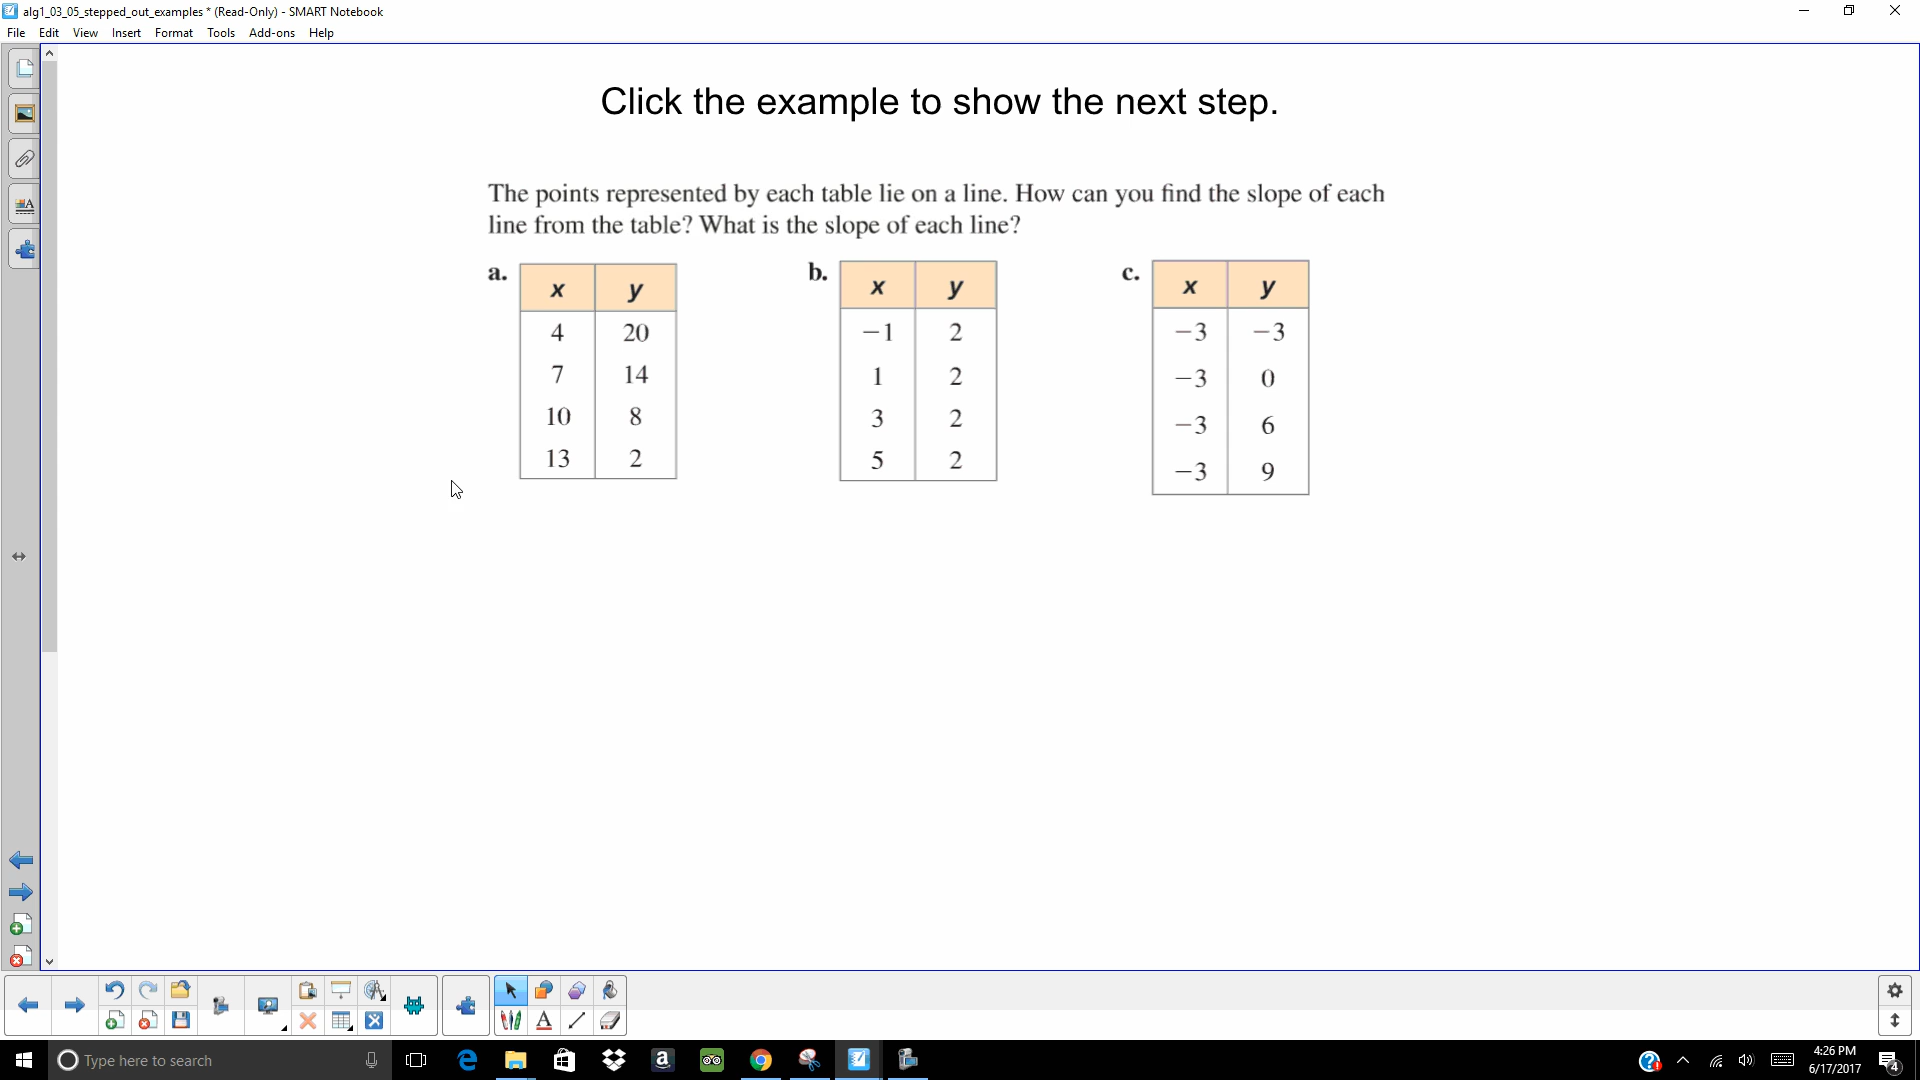 alg1_03_05_stepped_out_examples * (Read-Only) - SMART Notebook
File Edit View Insert Format Tools Add-ons Help
Click the example to show the next step.
The points represented by each table lie on a line. How can you find the slope of each
line from the table? What is the slope of each line?
a. x y
4 20
7 14
10 8
13 2
b. x y
−1 2
1 2
3 2
5 2
c. x y
−3 −3
−3 0
−3 6
−3 9
Type here to search
4:26 PM
6/17/2017
4